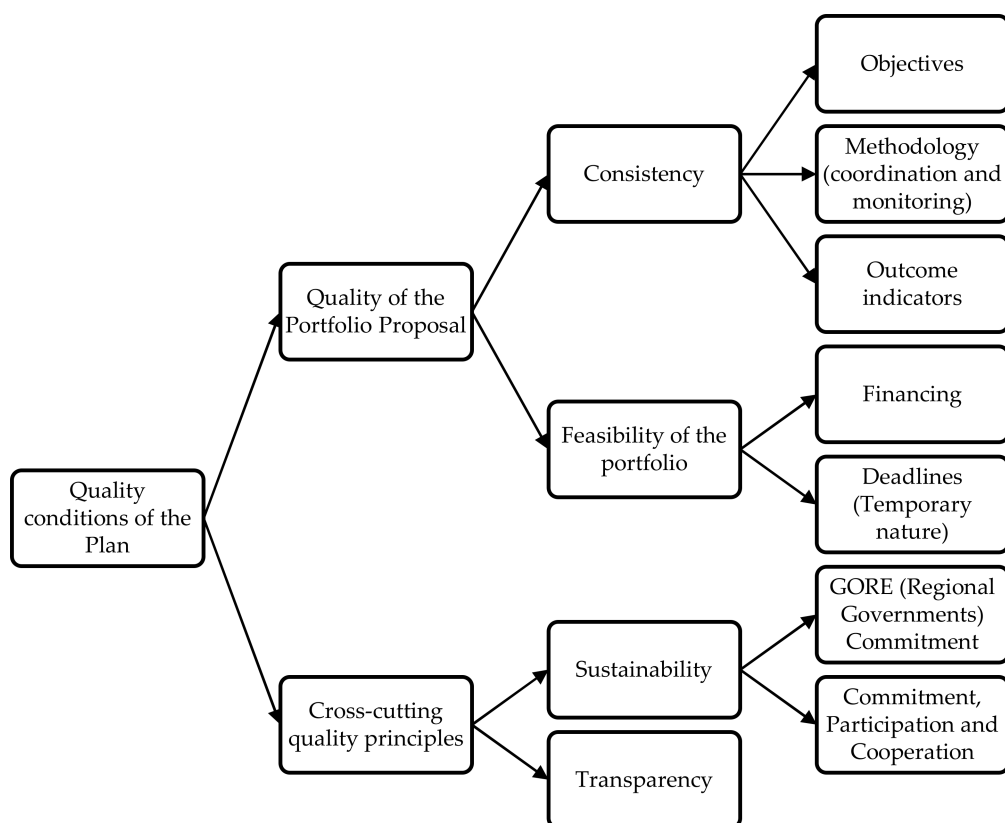 Objectives
Methodology
(coordination and
monitoring)
Consistency
Outcome
indicators
Quality of the
Portfolio Proposal
Financing
Feasibility of the
portfolio
Deadlines
(Temporary
nature)
Quality
conditions of the
Plan
GORE (Regional
Governments)
Commitment
Sustainability
Commitment,
Participation and
Cooperation
Cross-cutting
quality principles
Transparency